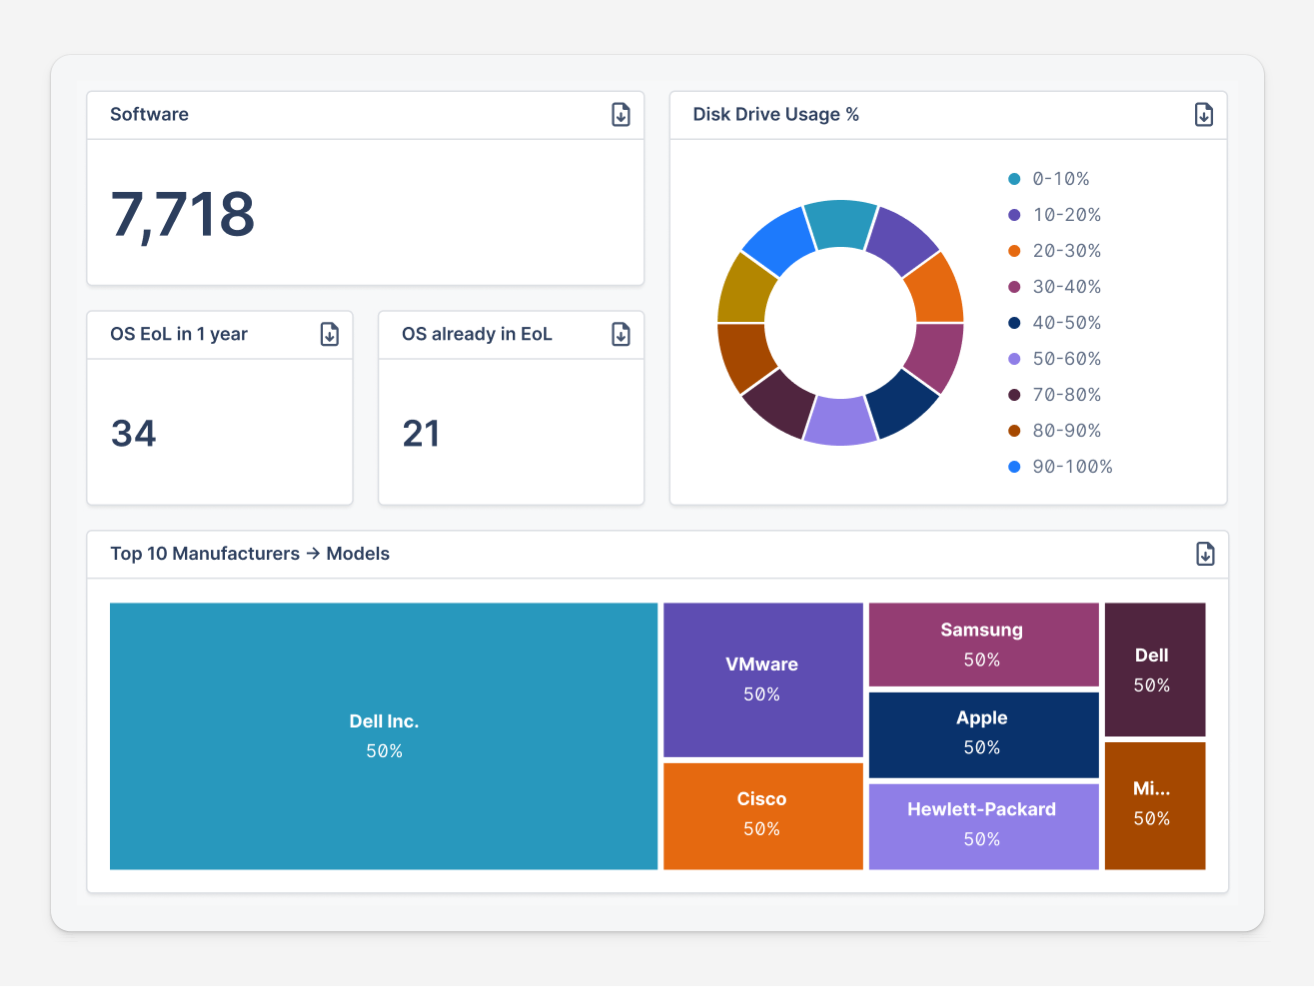 Software
7,718
OS EoL in 1 year
34
OS already in EoL
21
Disk Drive Usage %
0-10%
10-20%
20-30%
30-40%
40-50%
50-60%
70-80%
80-90%
90-100%
Top 10 Manufacturers → Models
Dell Inc.
50%
VMware
50%
Cisco
50%
Samsung
50%
Apple
50%
Hewlett-Packard
50%
Dell
50%
Mi...
50%